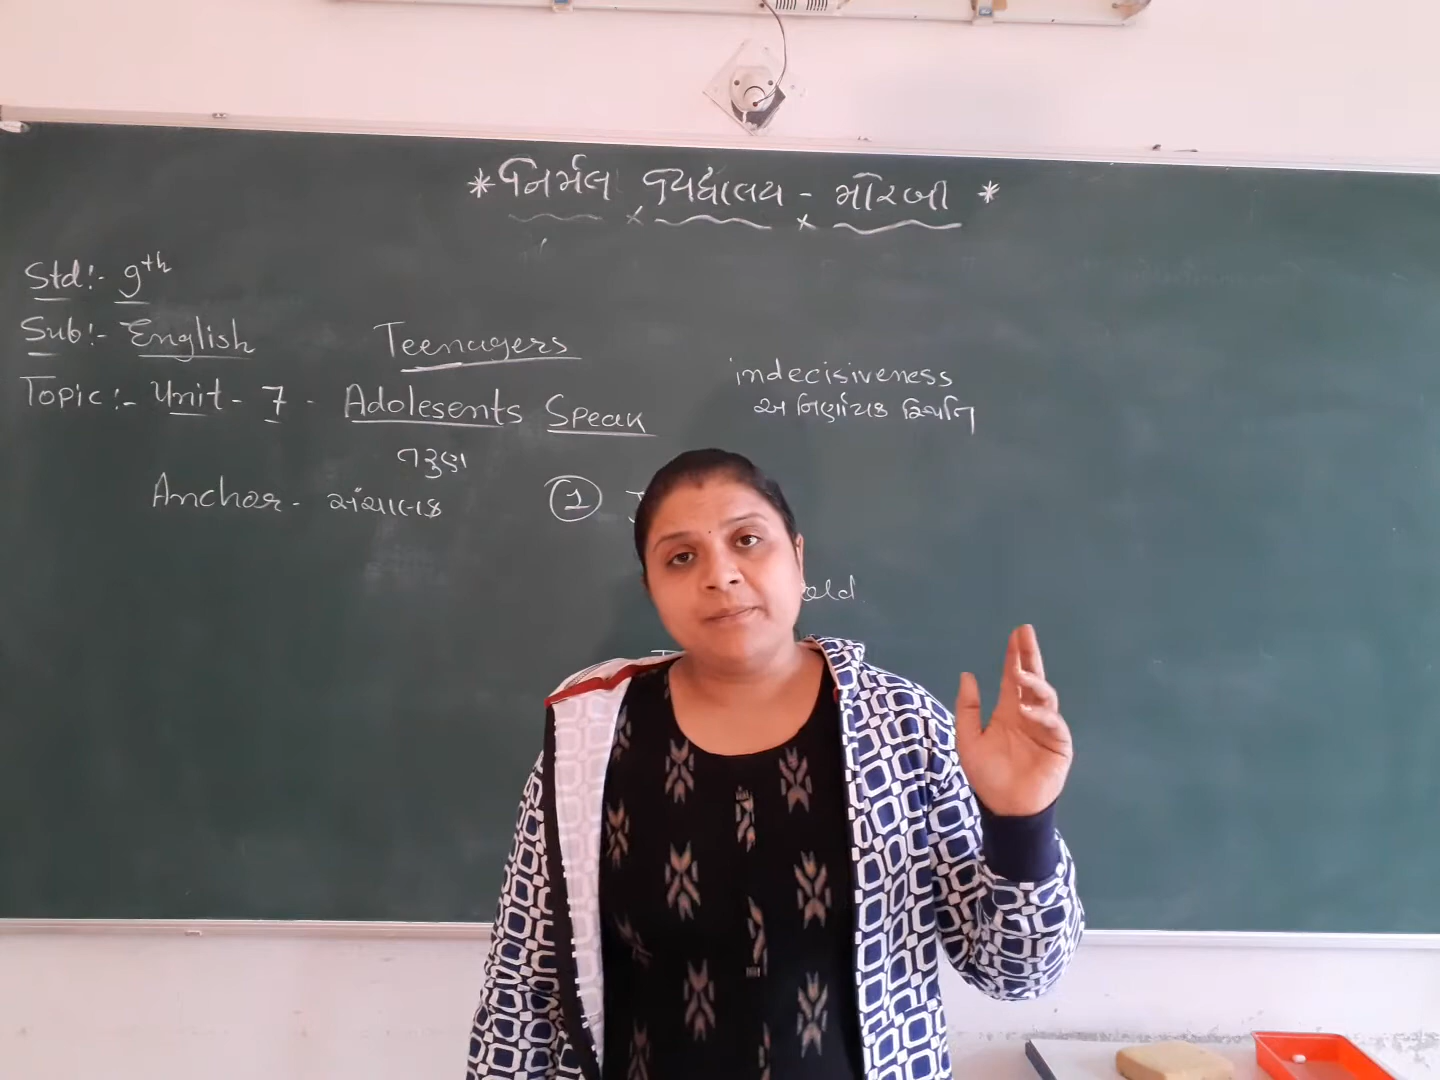 * નિર્મલ વિદ્યાલય - મોરબી *
Std:- 9th
Sub:- English
Teenagers
Topic:- Unit - 7 - Adolesents Speak
તરુણ
indecisiveness
અનિર્ણાયક સ્થિતિ
Anchor - સંચાલક
1